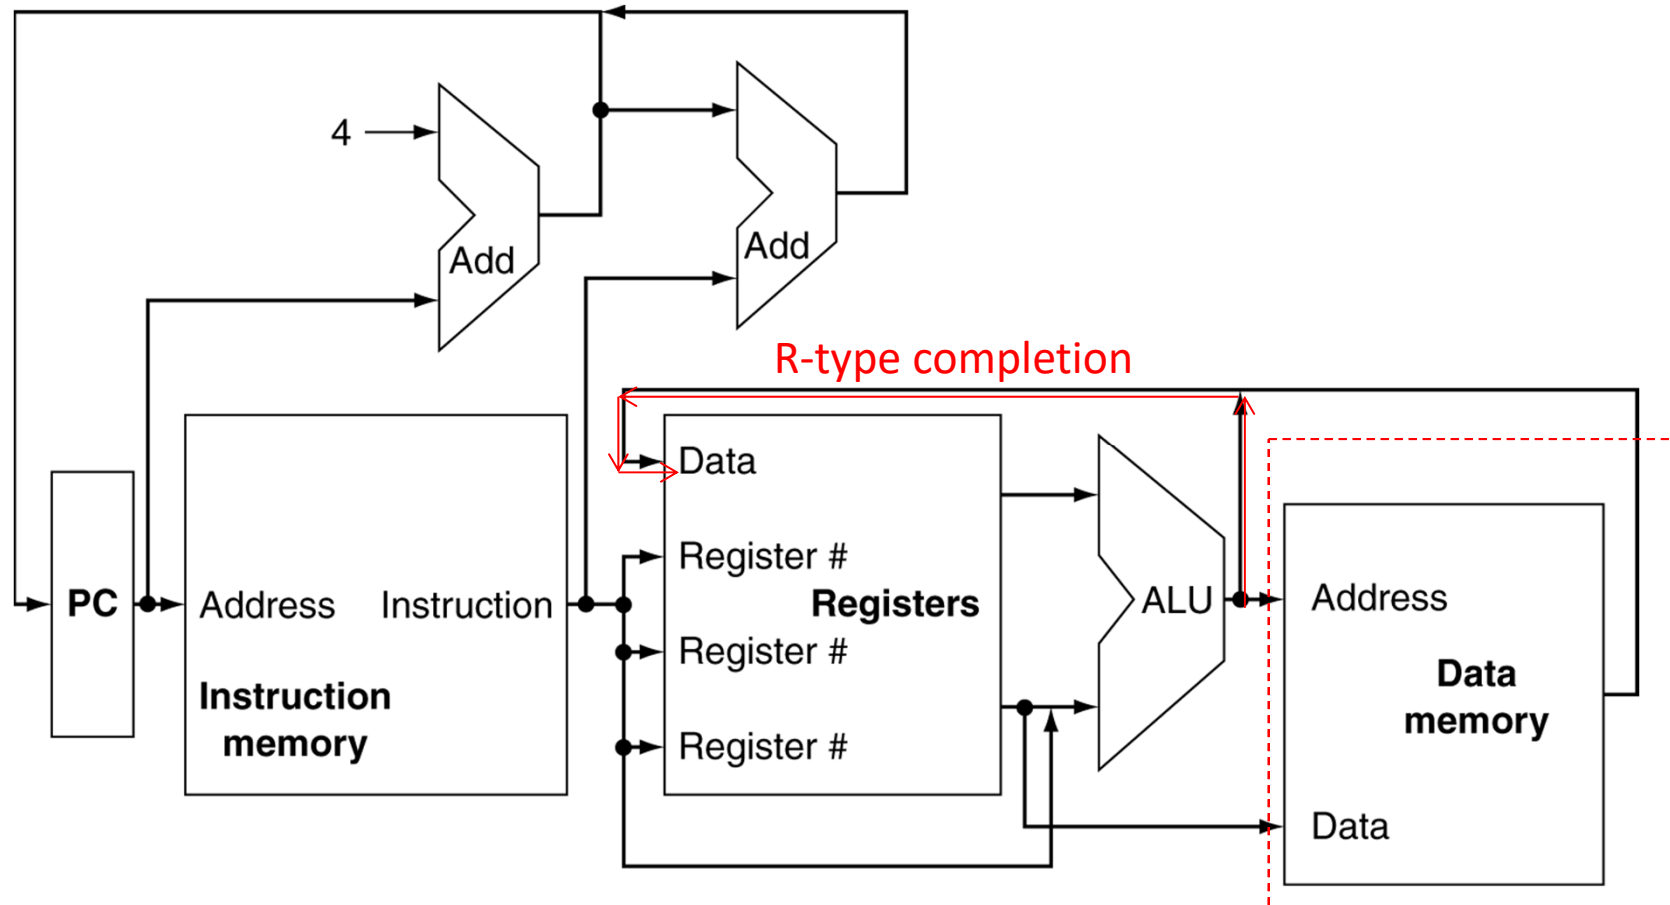 4
Add
Add
R-type completion
Data
Register #
PC
Address
Instruction
Registers
ALU
Address
Register #
Instruction
memory
Data
memory
Register #
Data